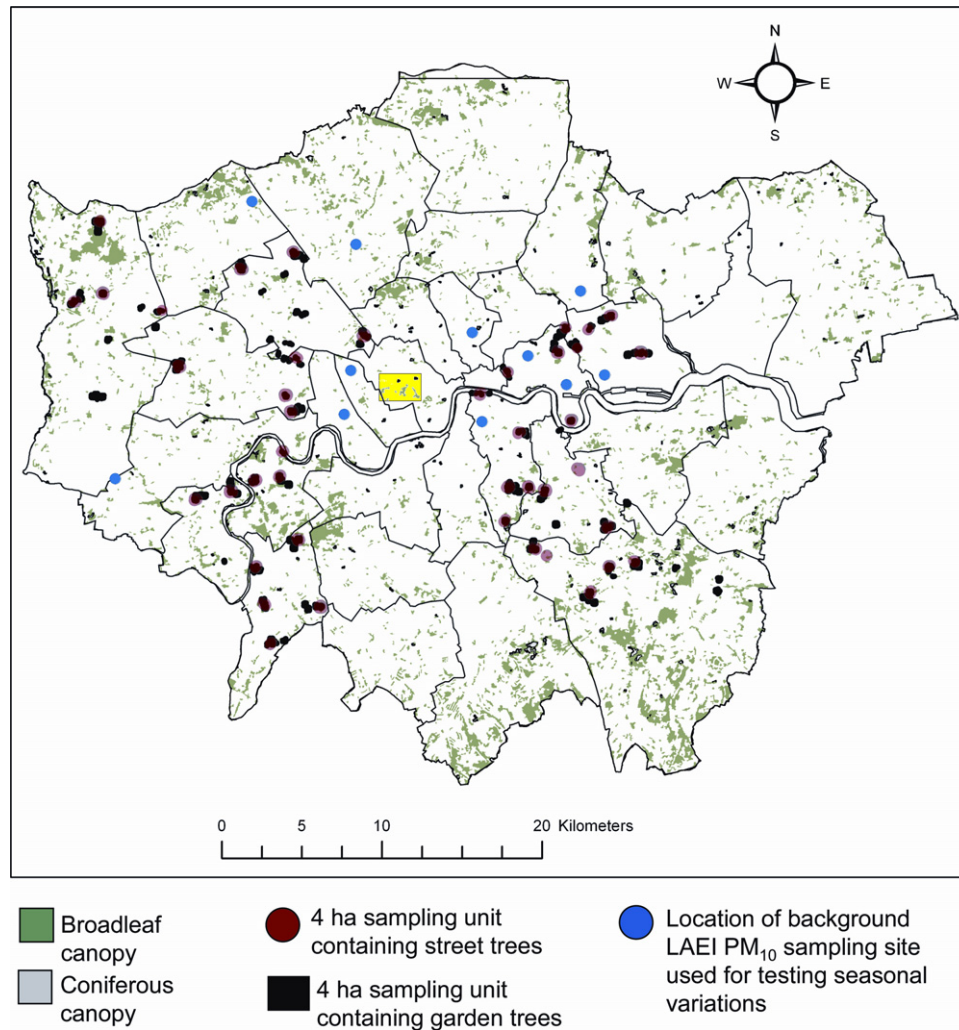 N
W E
S
0 5 10 20 Kilometers
Broadleaf
canopy
Coniferous
canopy
4 ha sampling unit
containing street trees
4 ha sampling unit
containing garden trees
Location of background
LAEI PM₁₀ sampling site
used for testing seasonal
variations